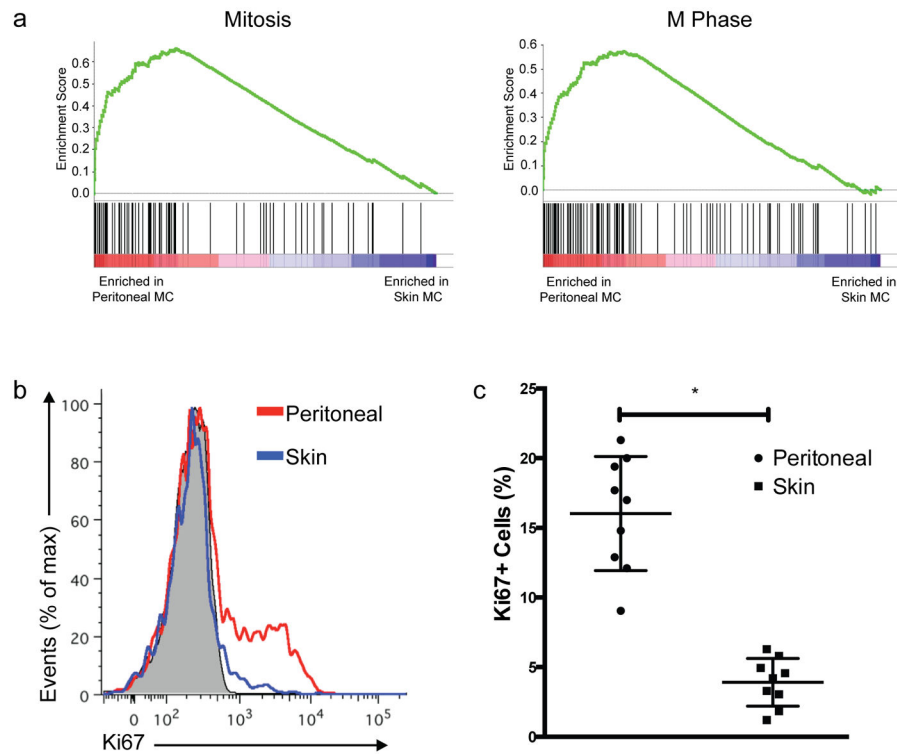 a
Mitosis
M Phase
Enrichment Score
0.6
0.5
0.4
0.3
0.2
0.1
0.0
Enriched in
Peritoneal MC
Enriched in
Skin MC
Enrichment Score
0.6
0.5
0.4
0.3
0.2
0.1
0.0
Enriched in
Peritoneal MC
Enriched in
Skin MC
b
Events (% of max)
100
80
60
40
20
0
Peritoneal
Skin
0 10² 10³ 10⁴ 10⁵
Ki67
c
Ki67+ Cells (%)
25
20
15
10
5
0
*
Peritoneal
Skin